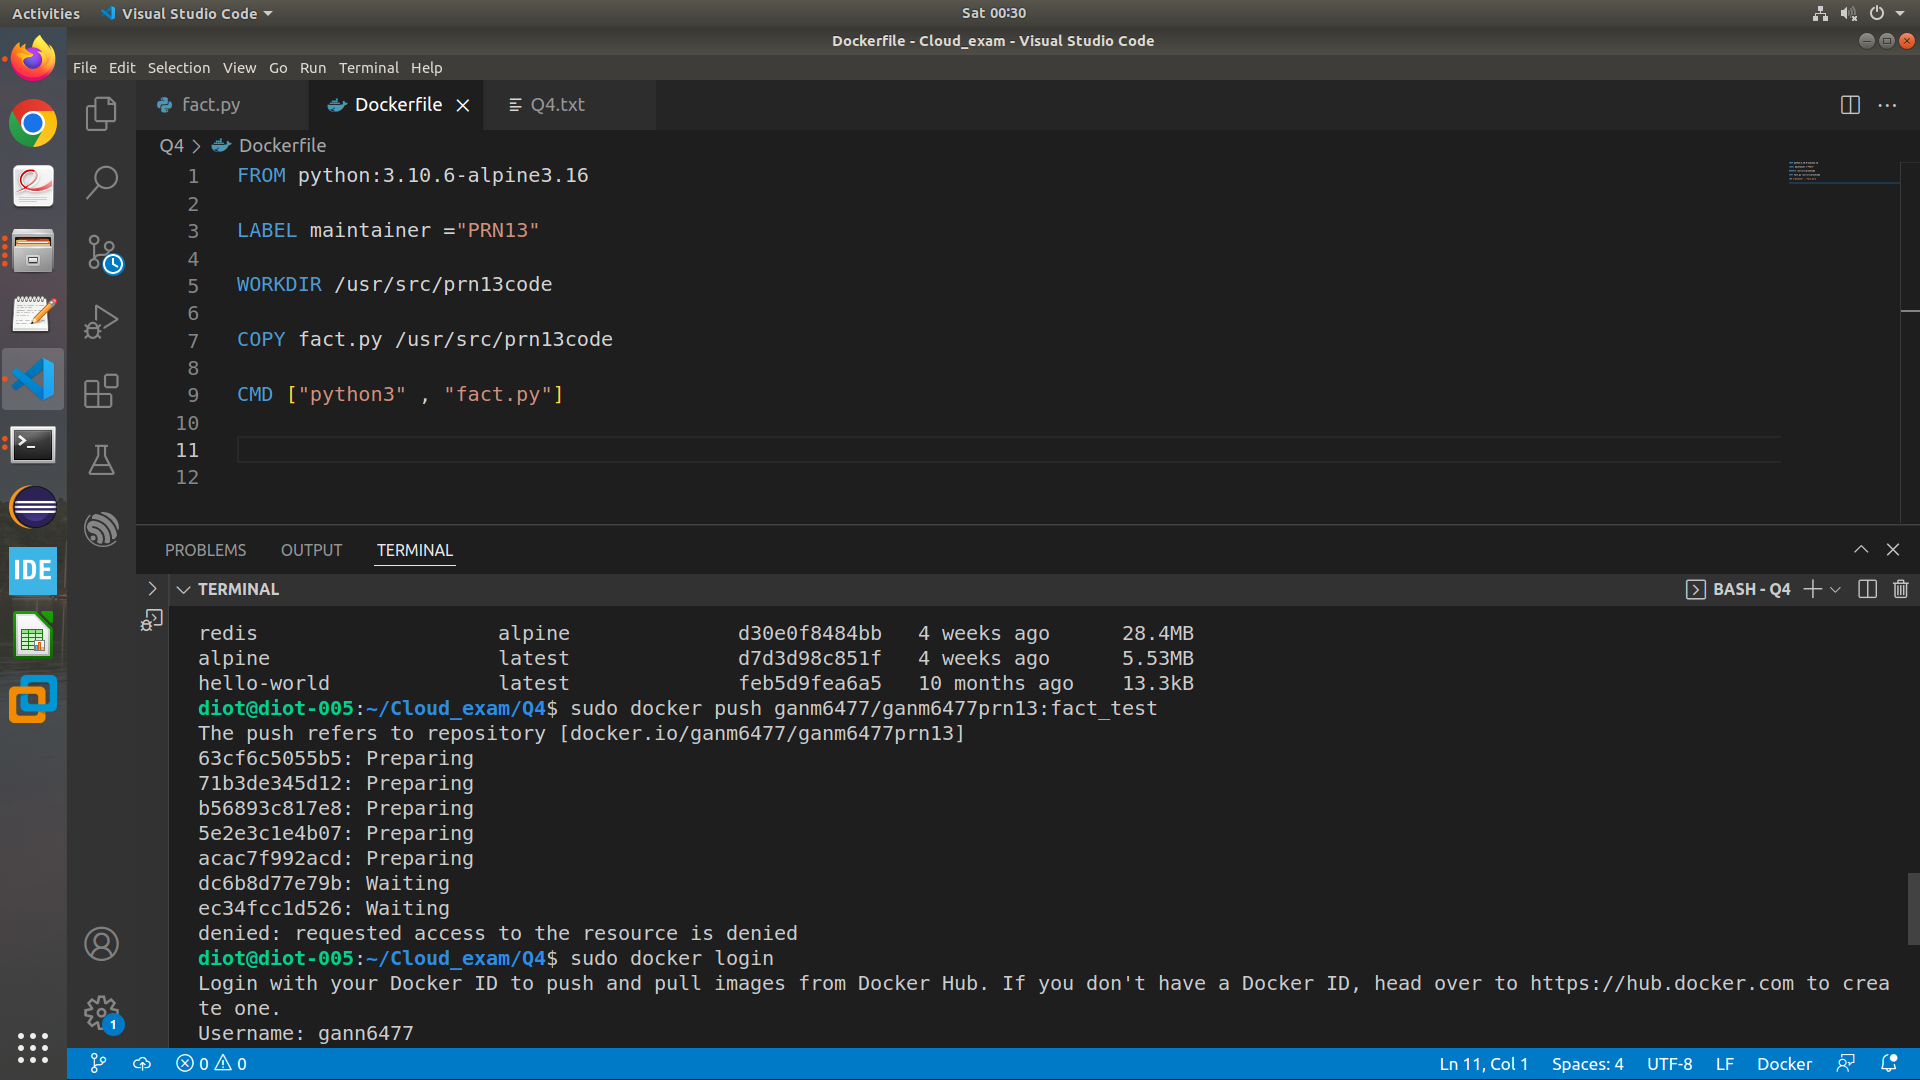 Activities Visual Studio Code Sat 00:30
Dockerfile - Cloud_exam - Visual Studio Code
File Edit Selection View Go Run Terminal Help
fact.py Dockerfile Q4.txt
Q4 > Dockerfile
1 FROM python:3.10.6-alpine3.16
2
3 LABEL maintainer ="PRN13"
4
5 WORKDIR /usr/src/prn13code
6
7 COPY fact.py /usr/src/prn13code
8
9 CMD ["python3" , "fact.py"]
10
11
12
PROBLEMS OUTPUT TERMINAL
TERMINAL BASH - Q4
redis alpine d30e0f8484bb 4 weeks ago 28.4MB
alpine latest d7d3d98c851f 4 weeks ago 5.53MB
hello-world latest feb5d9fea6a5 10 months ago 13.3kB
diot@diot-005:~/Cloud_exam/Q4$ sudo docker push ganm6477/ganm6477prn13:fact_test
The push refers to repository [docker.io/ganm6477/ganm6477prn13]
63cf6c5055b5: Preparing
71b3de345d12: Preparing
b56893c817e8: Preparing
5e2e3c1e4b07: Preparing
acac7f992acd: Preparing
dc6b8d77e79b: Waiting
ec34fcc1d526: Waiting
denied: requested access to the resource is denied
diot@diot-005:~/Cloud_exam/Q4$ sudo docker login
Login with your Docker ID to push and pull images from Docker Hub. If you don't have a Docker ID, head over to https://hub.docker.com to crea
te one.
Username: gann6477
IDE
1
0 0 Ln 11, Col 1 Spaces: 4 UTF-8 LF Docker